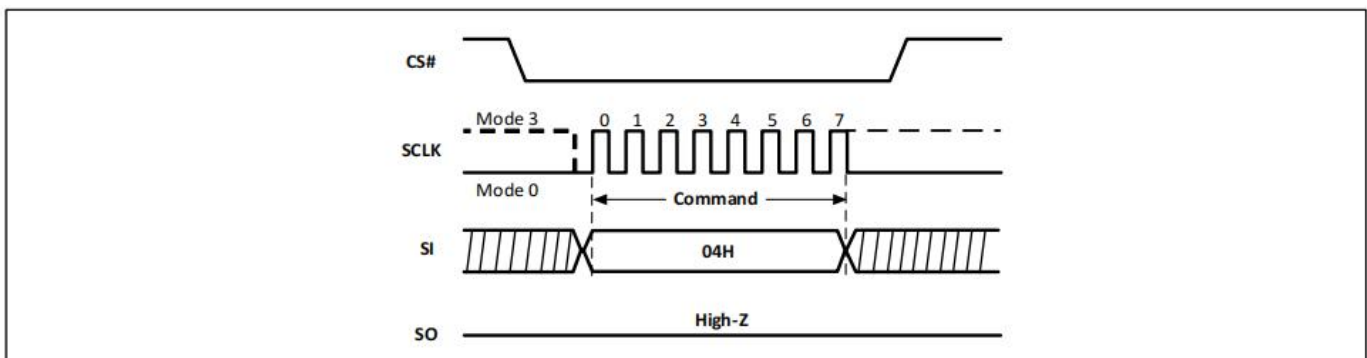 CS#
Mode 3
0 1 2 3 4 5 6 7
SCLK
Mode 0
Command
SI
04H
High-Z
SO